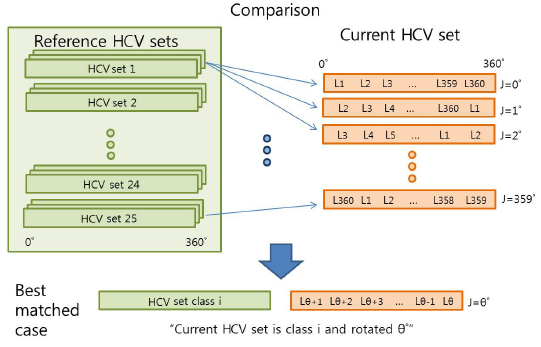 Comparison
Reference HCV sets
HCV set 1
HCV set 2
HCV set 24
HCV set 25
0˚ 360˚
Current HCV set
0˚ 360˚
L1 L2 L3 ... L359 L360 J=0˚
L2 L3 L4 ... L360 L1 J=1˚
L3 L4 L5 ... L1 L2 J=2˚
L360 L1 L2 ... L358 L359 J=359˚
Best
matched
case
HCV set class i
Lθ+1 Lθ+2 Lθ+3 ... Lθ-1 Lθ J=θ˚
"Current HCV set is class i and rotated θ˚"